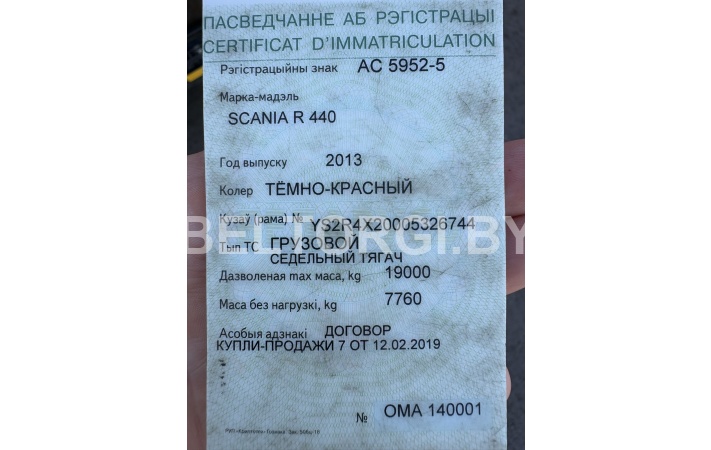 ПАСВЕДЧАННЕ АБ РЭГІСТРАЦЫІ
CERTIFICAT D'IMMATRICULATION
Рэгістрацыйны знак АС 5952-5
Марка-мадэль
SCANIA R 440
Год выпуску 2013
Колер ТЁМНО-КРАСНЫЙ
Кузаў (рама) № YS2R4X20005326744
BELTORGI.BY
Тып ТС ГРУЗОВОЙ
СЕДЕЛЬНЫЙ ТЯГАЧ
Дазволеная max маса, kg 19000
Маса без нагрузкі, kg 7760
Асобыя адзнакі ДОГОВОР
КУПЛИ-ПРОДАЖИ 7 ОТ 12.02.2019
№ ОМА 140001